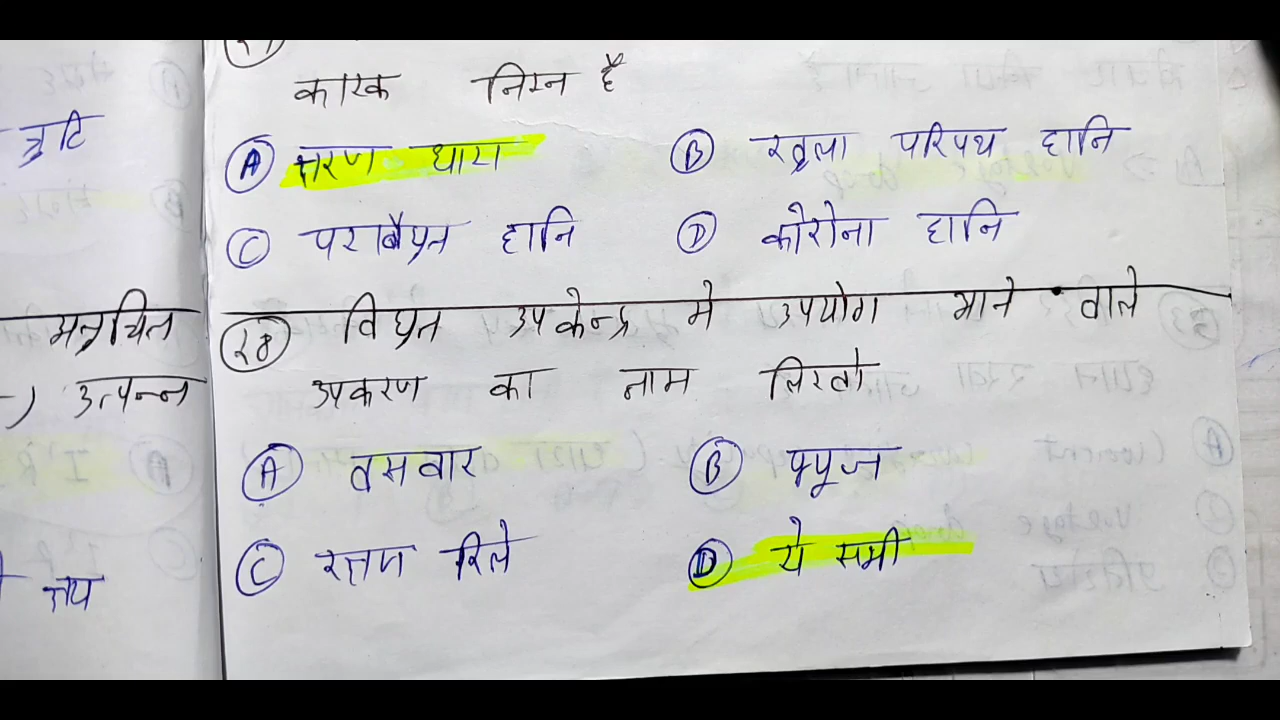 त्रुटि
अनुचित
उत्पन्न
कारक निम्न है
(A) क्षरण धारा (B) खुला परिपथ हानि
(C) पराबैद्युत हानि (D) कोरोना हानि
(28) विद्युत उपकेन्द्र मे उपयोग आने वाले
उपकरण का नाम लिखो
(A) बसबार (B) फ्यूज
(C) रक्षण रिले (D) ये सभी